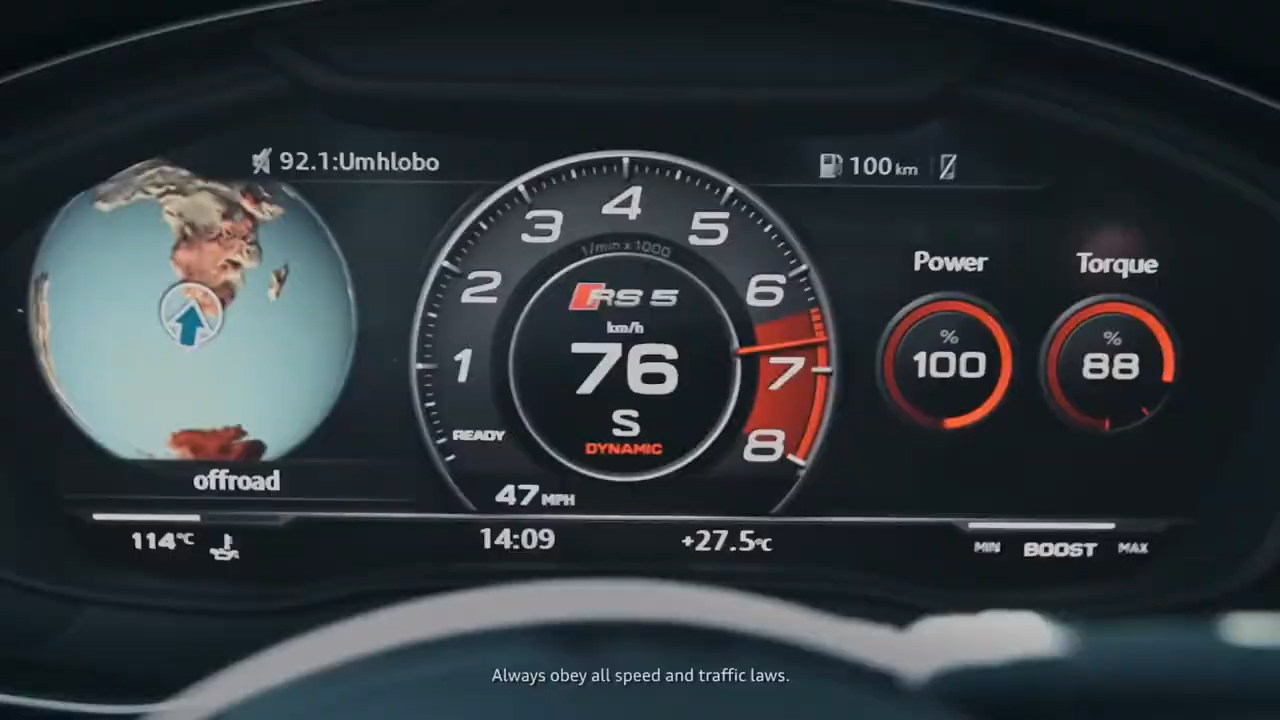 92.1:Umhlobo
100 km
1 2 3 4 5 6 7 8
1/min x 1000
RS 5
km/h
76
S
DYNAMIC
READY
47 MPH
Power
%
100
Torque
%
88
offroad
114°C
14:09
+27.5°C
MIN BOOST MAX
Always obey all speed and traffic laws.